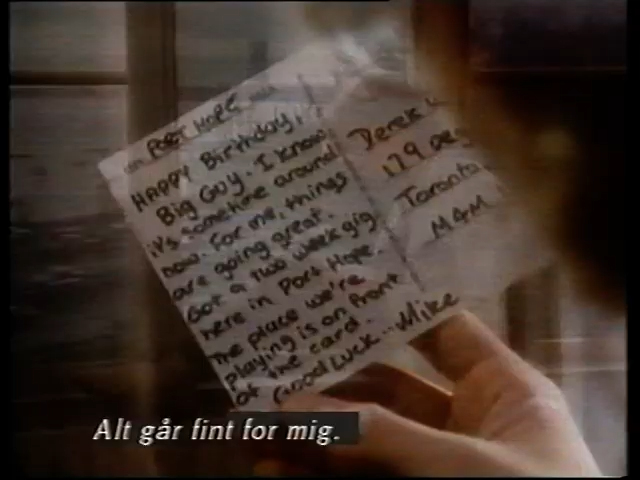 PORT HOPE
HAPPY Birthday,
Big Guy. I know
it's sometime around
now. For me, things
are going great.
Got a two week gig
here in Port Hope.
The place we're
playing is on front
of the card.
Good Luck... Mike
Derek
179
Toronto
M4M
Alt går fint for mig.